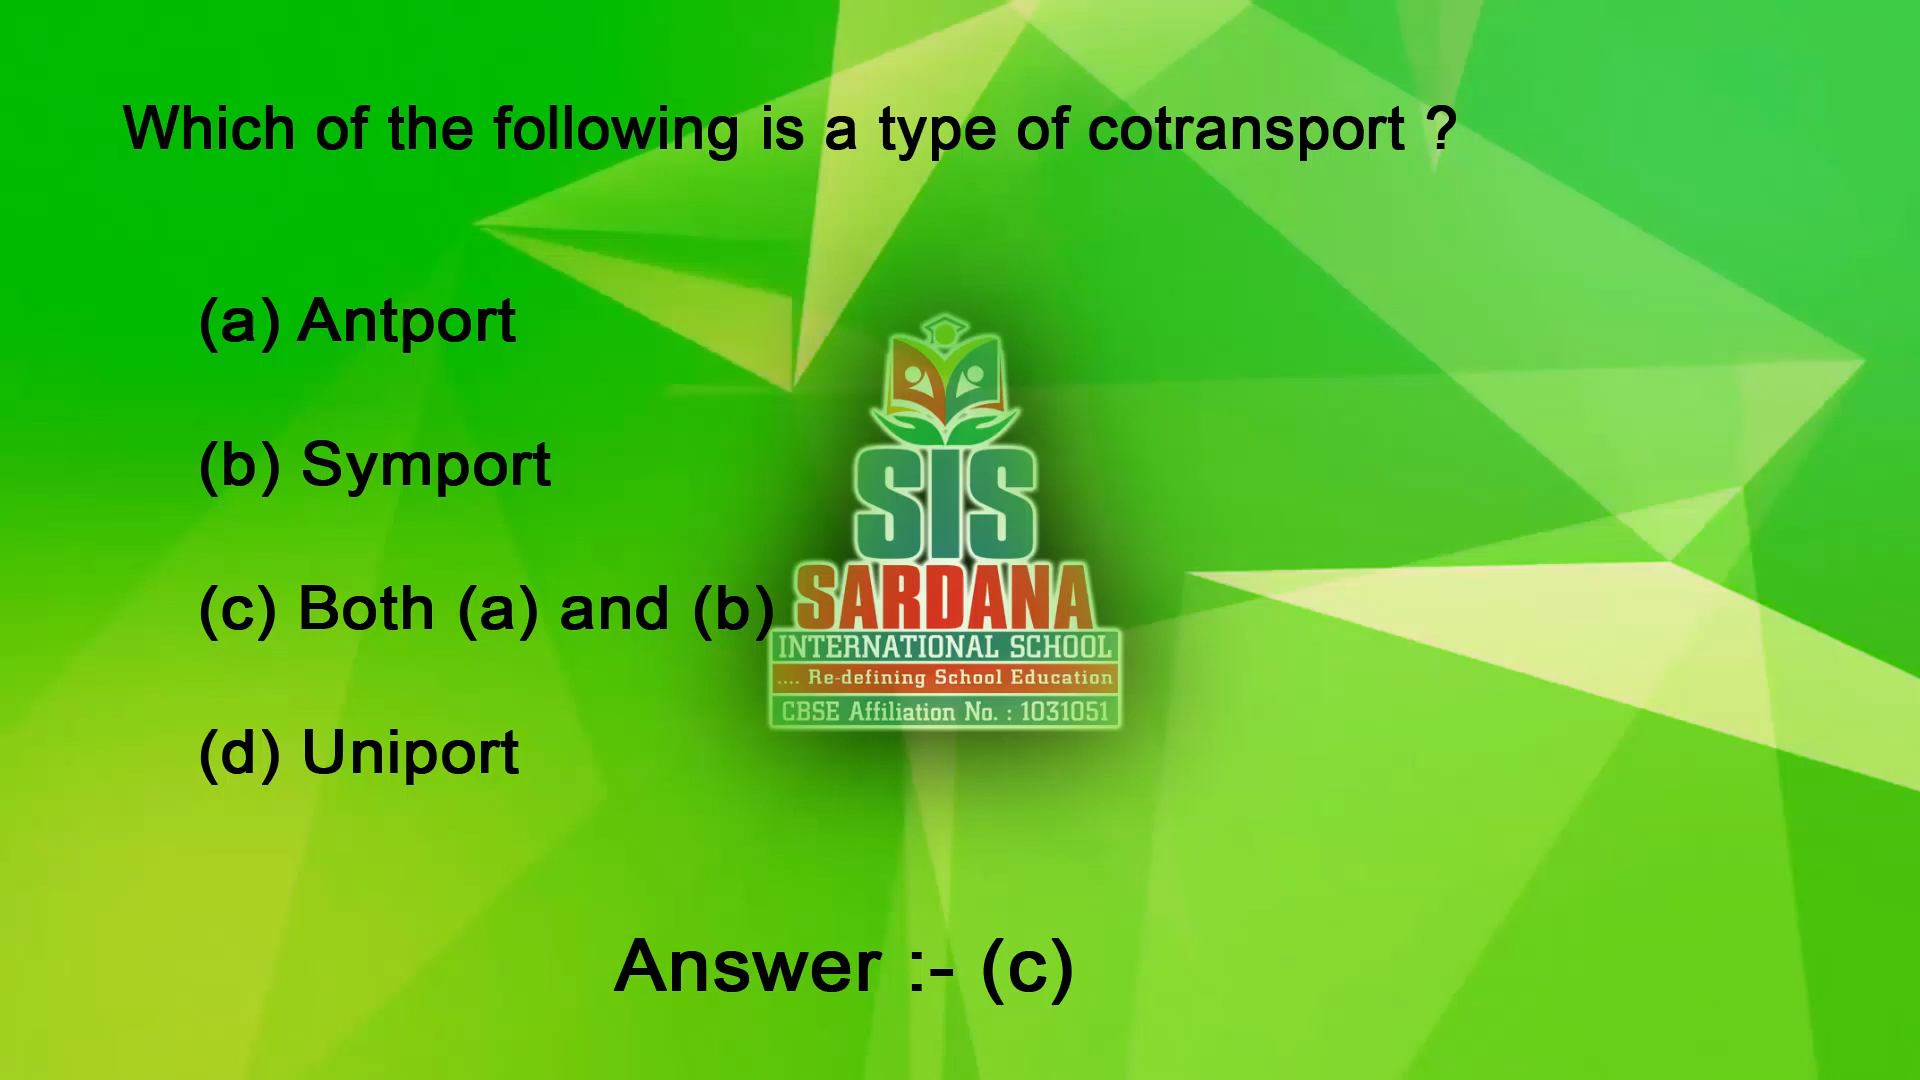 Which of the following is a type of cotransport ?
(a) Antport
(b) Symport
(c) Both (a) and (b)
(d) Uniport
SIS
SARDANA
INTERNATIONAL SCHOOL
.... Re-defining School Education
CBSE Affiliation No. : 1031051
Answer :- (c)